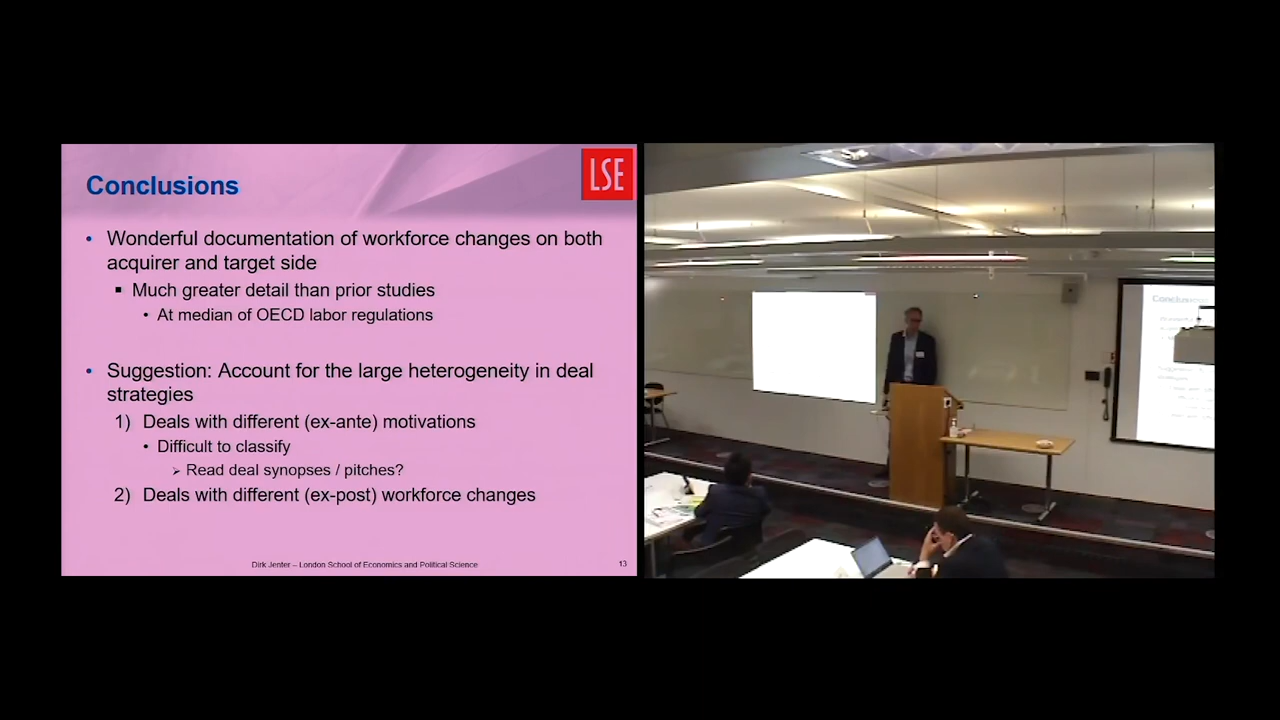 Conclusions
LSE
• Wonderful documentation of workforce changes on both
acquirer and target side
▪ Much greater detail than prior studies
• At median of OECD labor regulations
• Suggestion: Account for the large heterogeneity in deal
strategies
1) Deals with different (ex-ante) motivations
• Difficult to classify
➢ Read deal synopses / pitches?
2) Deals with different (ex-post) workforce changes
Dirk Jenter – London School of Economics and Political Science
13